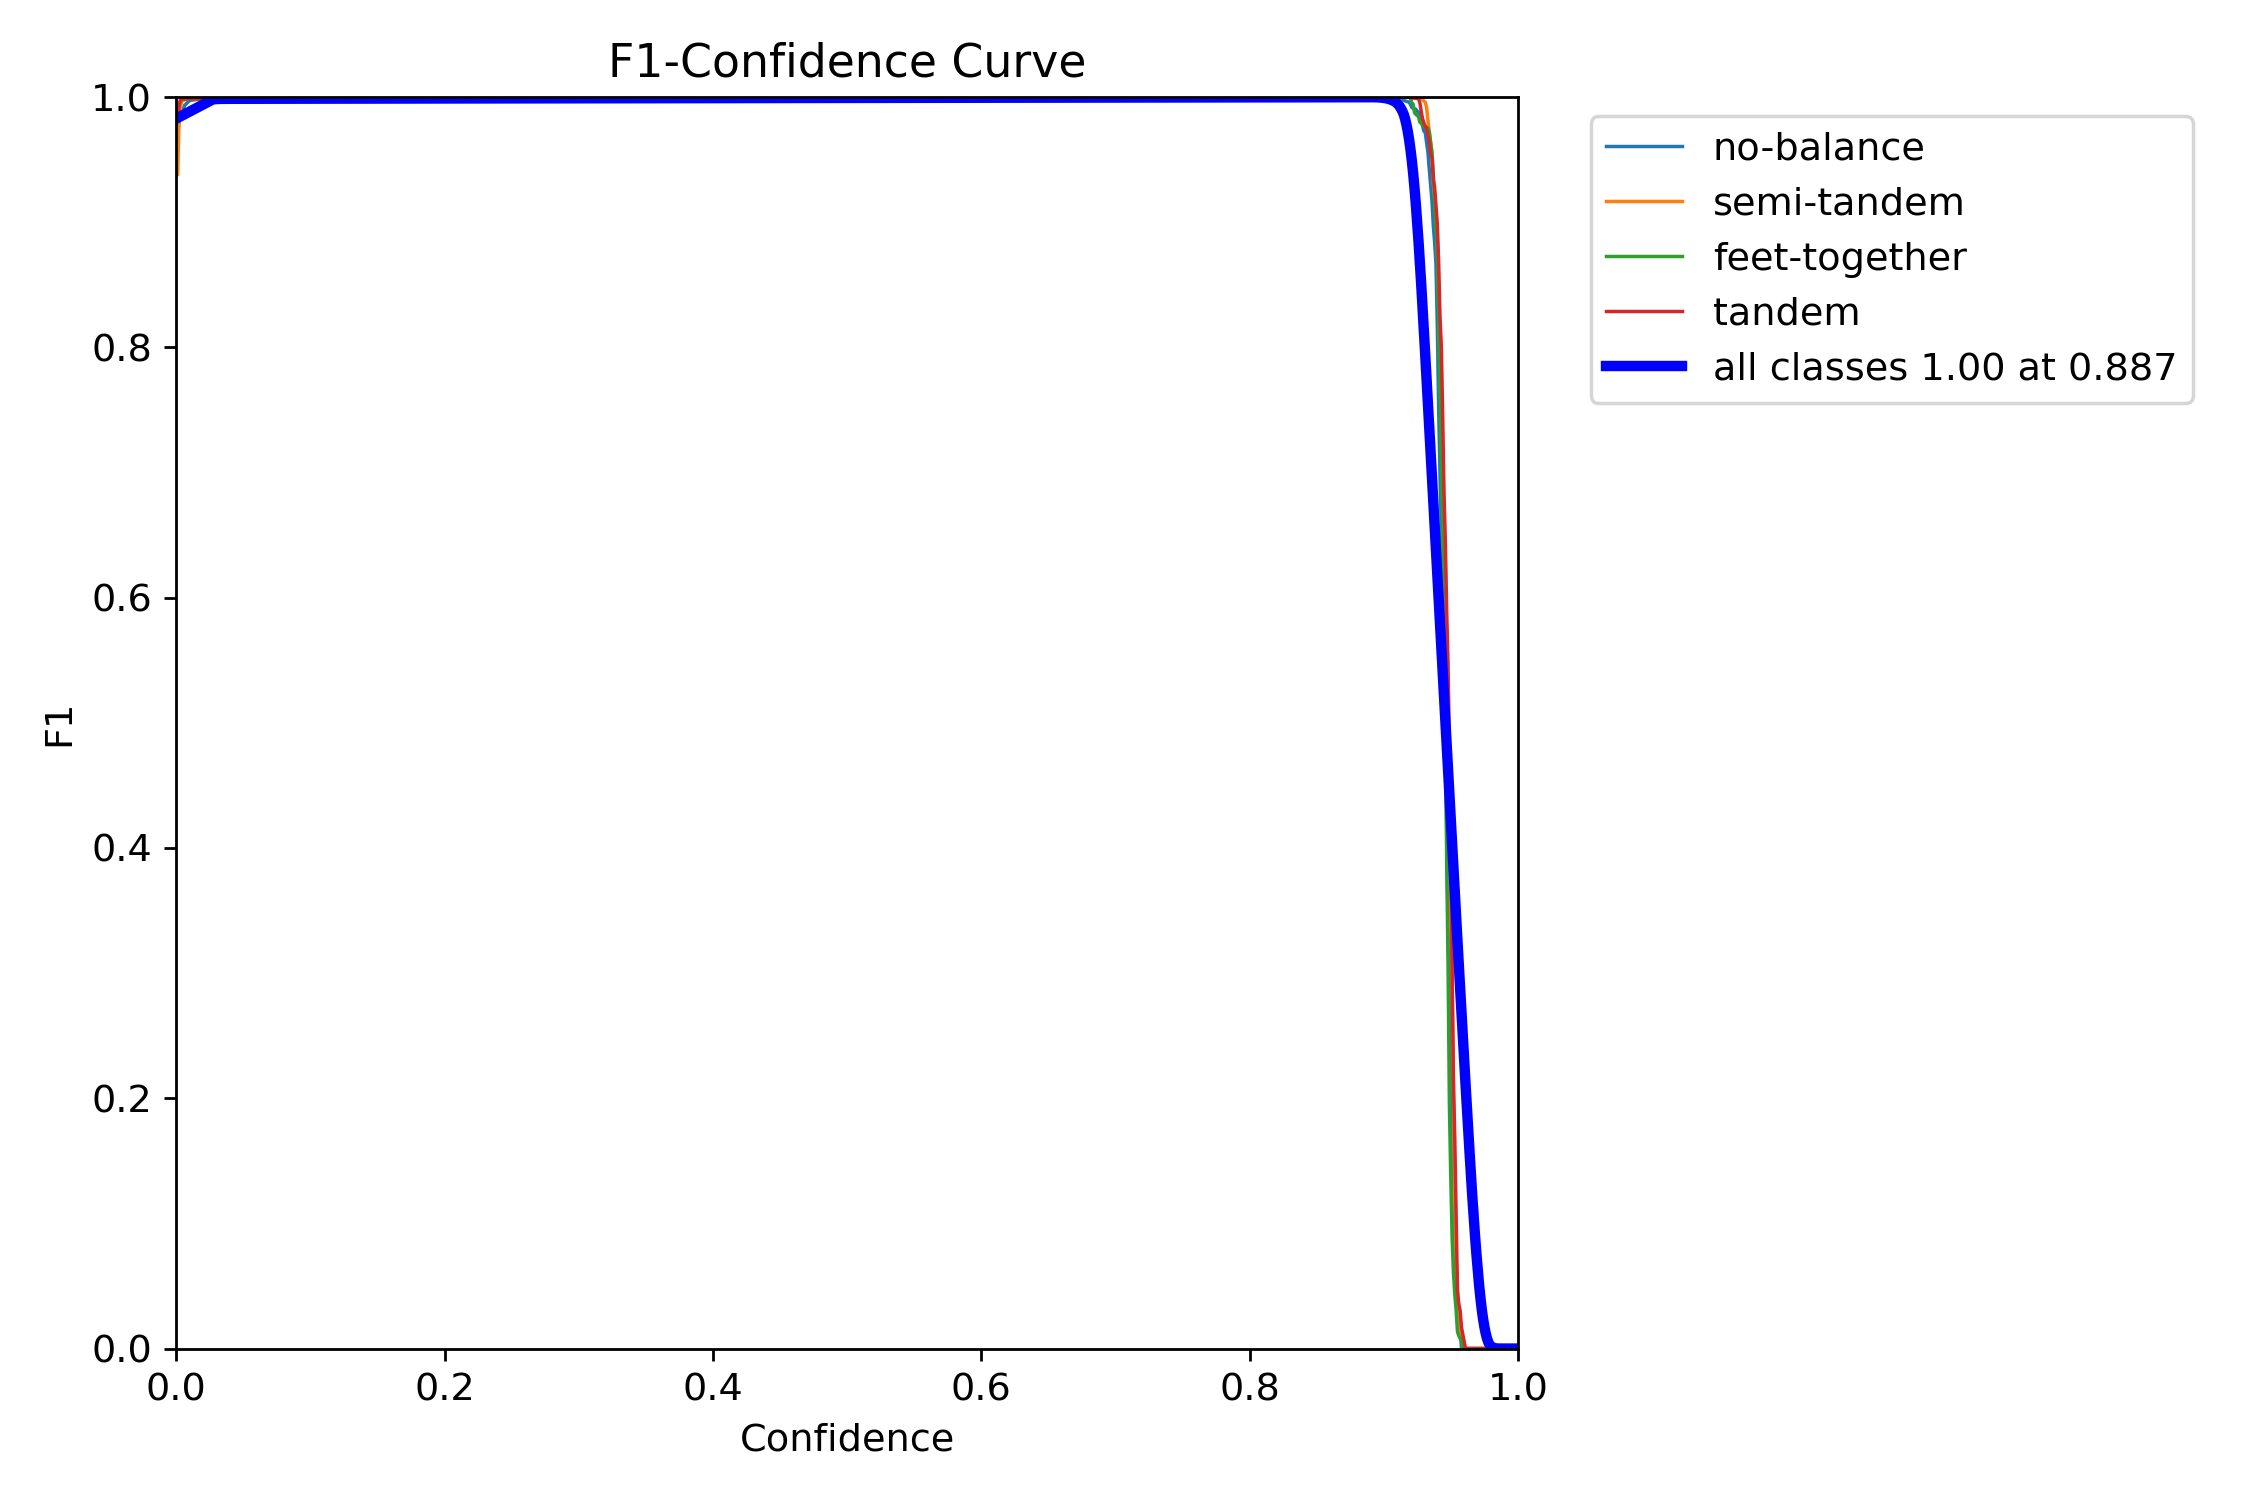 F1-Confidence Curve
1.0
0.8
0.6
0.4
0.2
0.0
F1
0.0 0.2 0.4 0.6 0.8 1.0
Confidence
no-balance
semi-tandem
feet-together
tandem
all classes 1.00 at 0.887